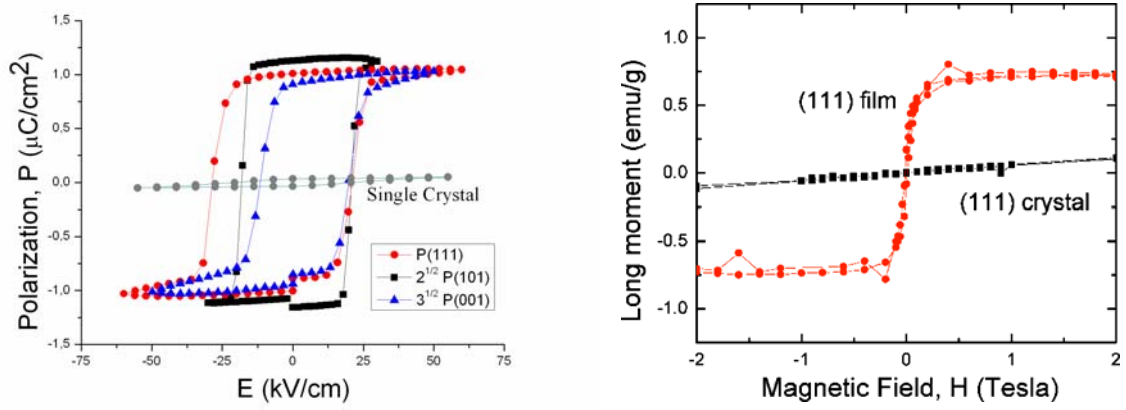 Polarization, P (μC/cm²)
1,5
1,0
0,5
0,0
-0,5
-1,0
-1,5
Single Crystal
P(111)
2^1/2 P(101)
3^1/2 P(001)
-75 -50 -25 0 25 50 75
E (kV/cm)
Long moment (emu/g)
1.0
0.5
0.0
-0.5
-1.0
(111) film
(111) crystal
-2 -1 0 1 2
Magnetic Field, H (Tesla)